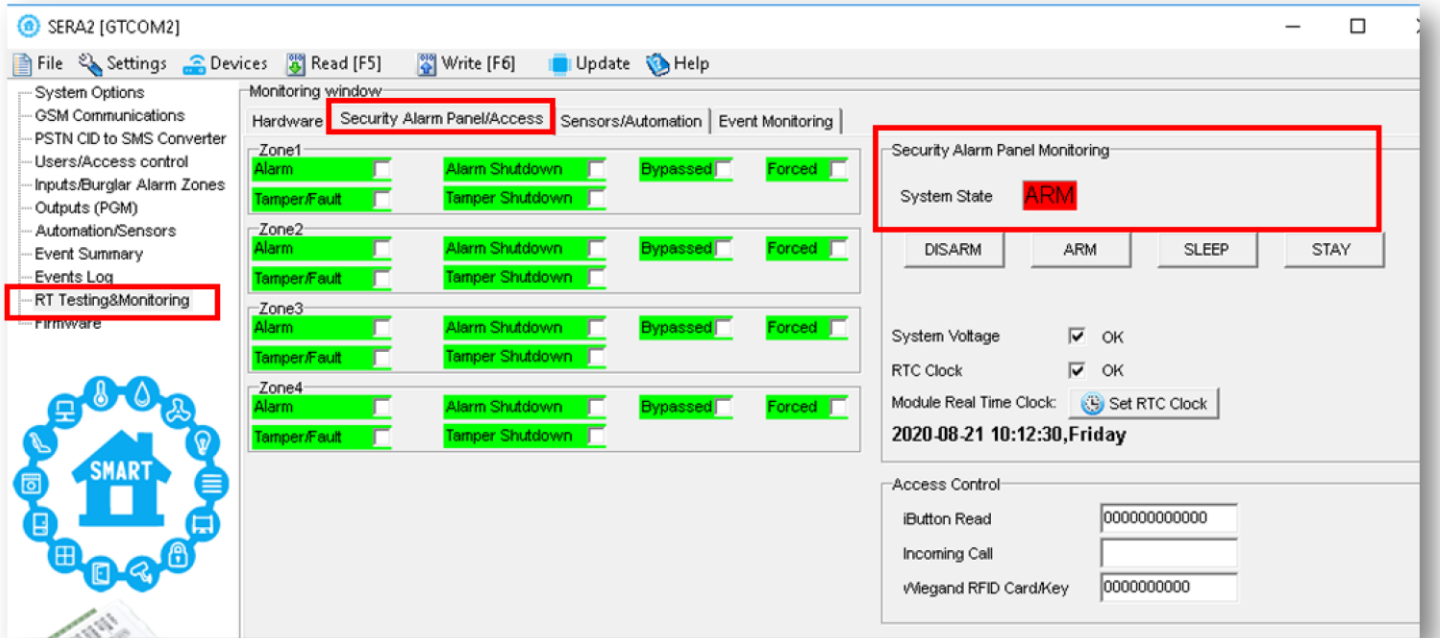 SERA2 [GTCOM2]
File Settings Devices Read [F5] Write [F6] Update Help
System Options
GSM Communications
PSTN CID to SMS Converter
Users/Access control
Inputs/Burglar Alarm Zones
Outputs (PGM)
Automation/Sensors
Event Summary
Events Log
RT Testing&Monitoring
Firmware
SMART
Monitoring window
Hardware Security Alarm Panel/Access Sensors/Automation Event Monitoring
Zone1
Alarm Alarm Shutdown Bypassed Forced
Tamper/Fault Tamper Shutdown
Zone2
Alarm Alarm Shutdown Bypassed Forced
Tamper/Fault Tamper Shutdown
Zone3
Alarm Alarm Shutdown Bypassed Forced
Tamper/Fault Tamper Shutdown
Zone4
Alarm Alarm Shutdown Bypassed Forced
Tamper/Fault Tamper Shutdown
Security Alarm Panel Monitoring
System State ARM
DISARM ARM SLEEP STAY
System Voltage OK
RTC Clock OK
Module Real Time Clock: Set RTC Clock
2020-08-21 10:12:30,Friday
Access Control
iButton Read 000000000000
Incoming Call
Wiegand RFID Card/Key 0000000000